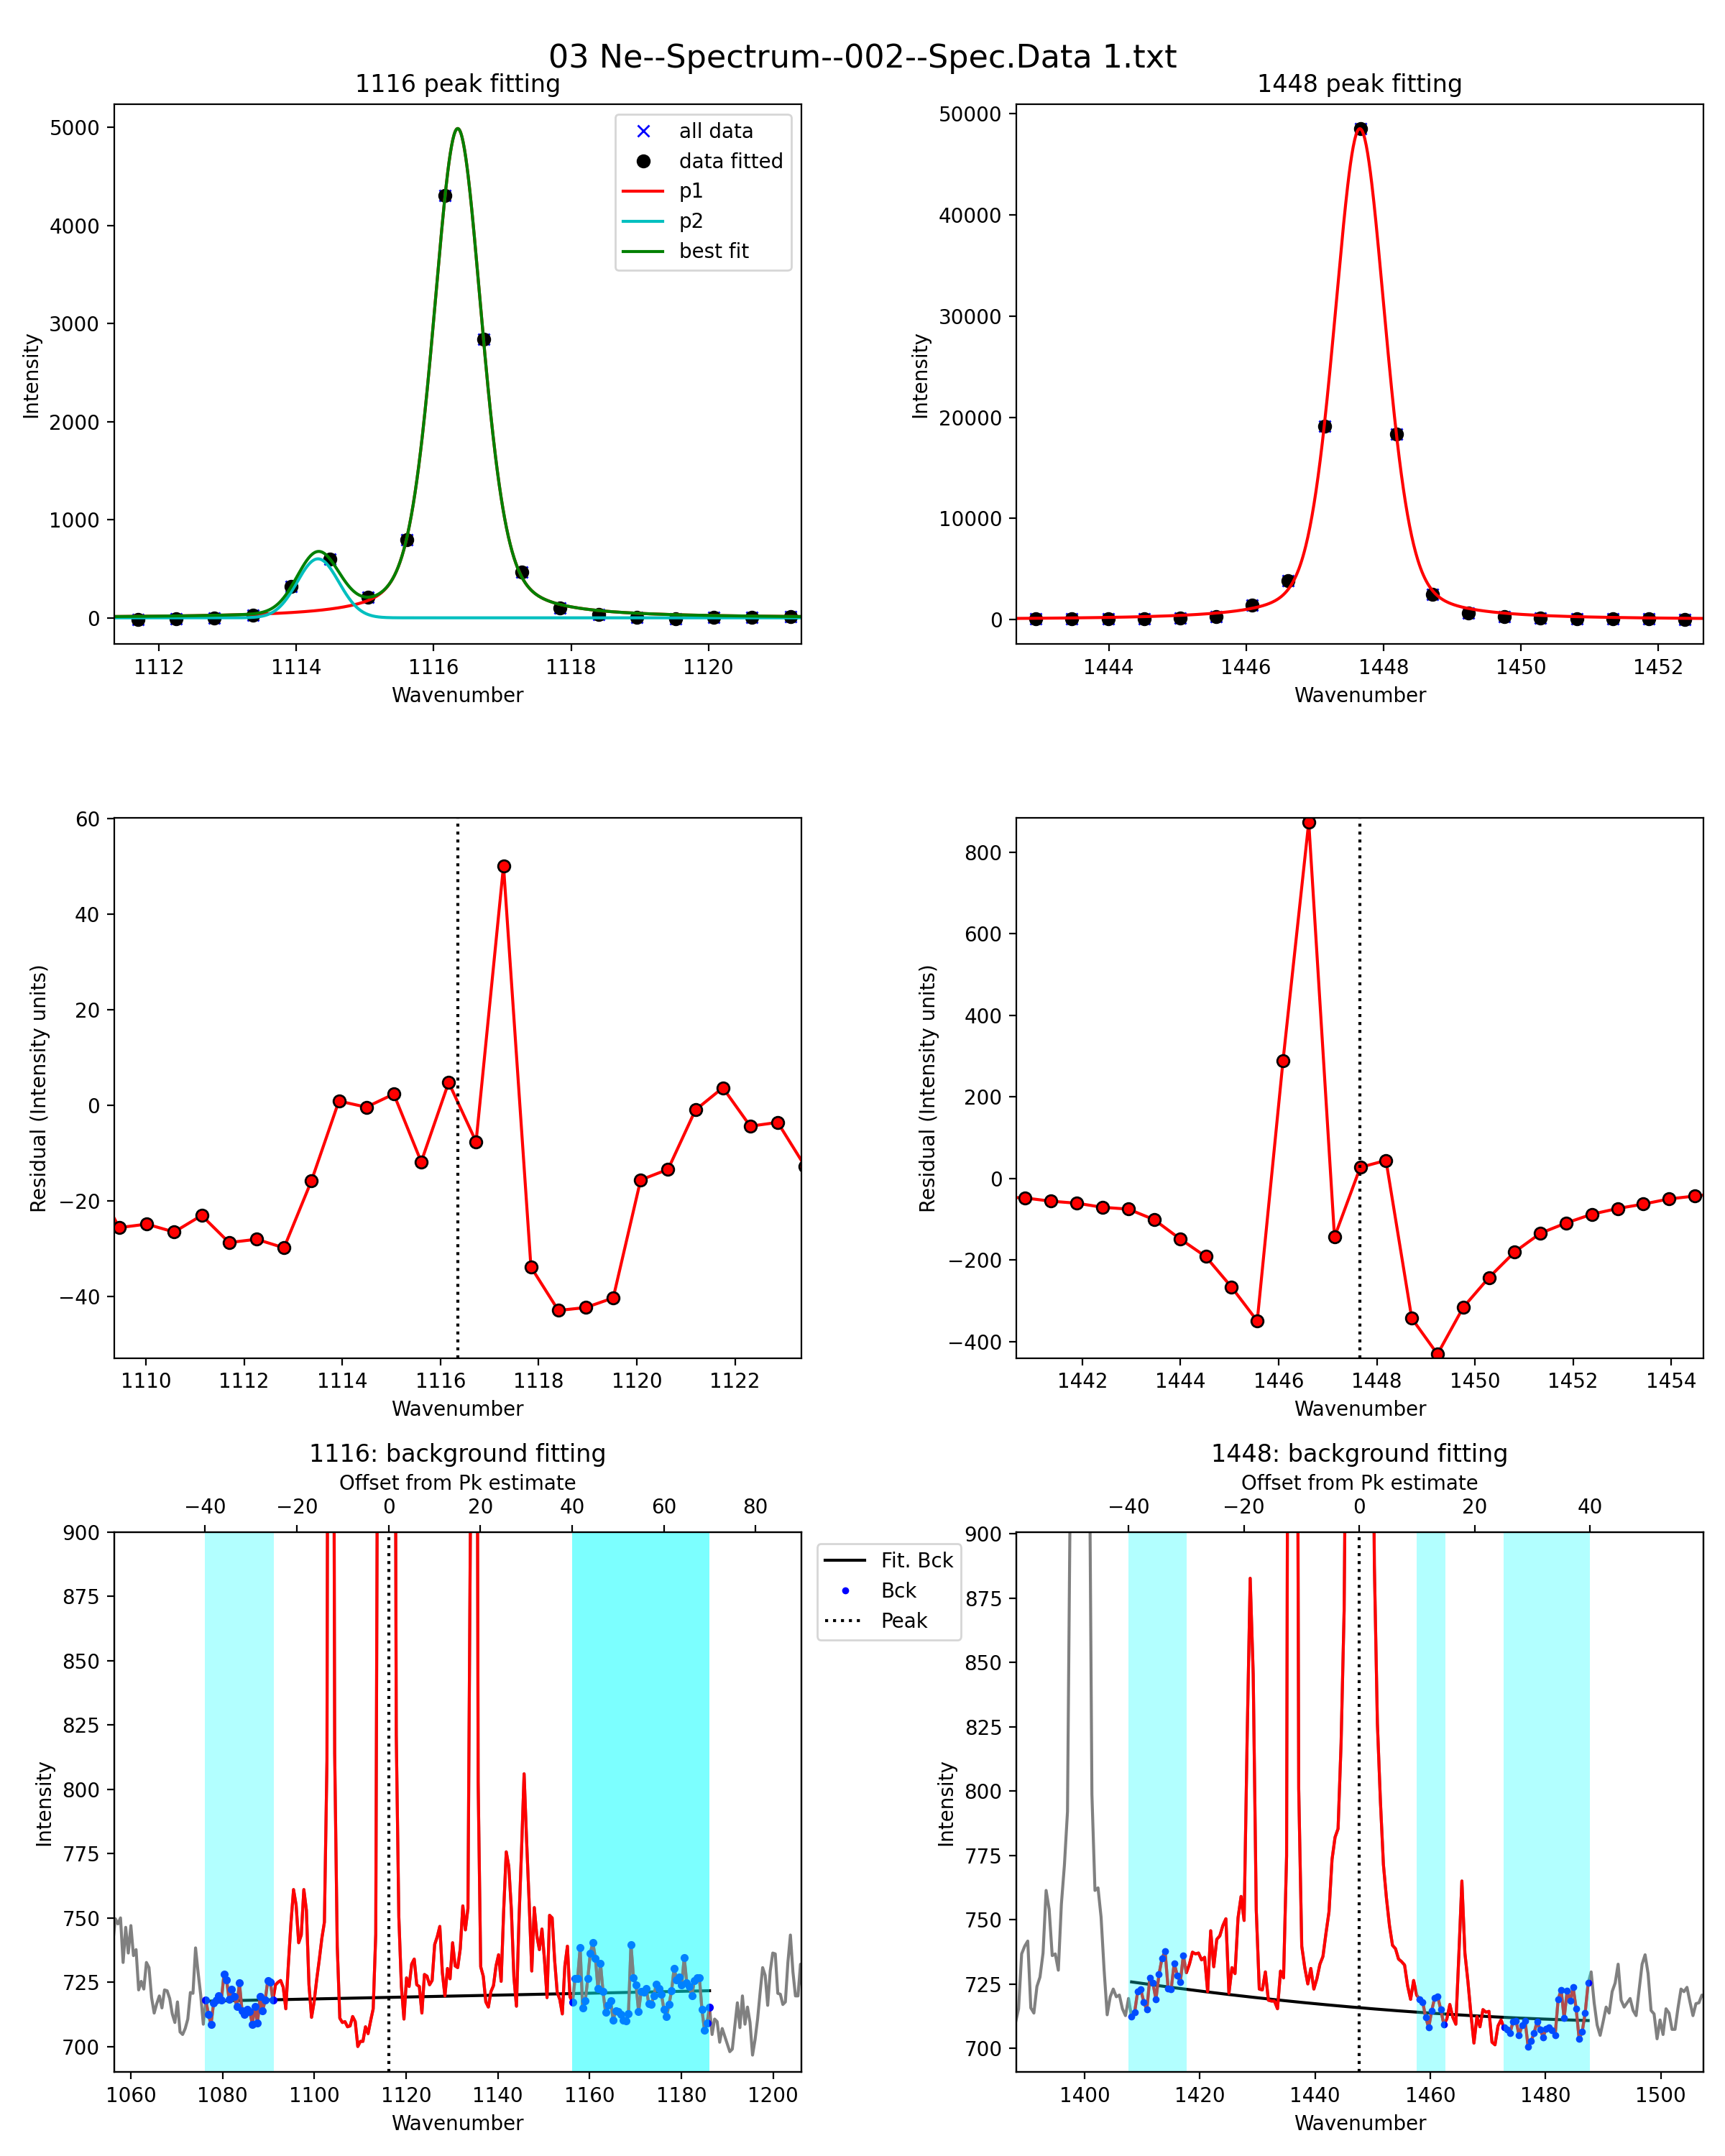 03 Ne--Spectrum--002--Spec.Data 1.txt
1116 peak fitting
5000
4000
3000
2000
1000
0
Intensity
all data
data fitted
p1
p2
best fit
1112 1114 1116 1118 1120
Wavenumber
1448 peak fitting
50000
40000
30000
20000
10000
0
Intensity
1444 1446 1448 1450 1452
Wavenumber
60
40
20
0
−20
−40
Residual (Intensity units)
1110 1112 1114 1116 1118 1120 1122
Wavenumber
800
600
400
200
0
−200
−400
Residual (Intensity units)
1442 1444 1446 1448 1450 1452 1454
Wavenumber
1116: background fitting
Offset from Pk estimate
−40 −20 0 20 40 60 80
900
875
850
825
800
775
750
725
700
Intensity
Fit. Bck
Bck
Peak
1060 1080 1100 1120 1140 1160 1180 1200
Wavenumber
1448: background fitting
Offset from Pk estimate
−40 −20 0 20 40
900
875
850
825
800
775
750
725
700
Intensity
1400 1420 1440 1460 1480 1500
Wavenumber